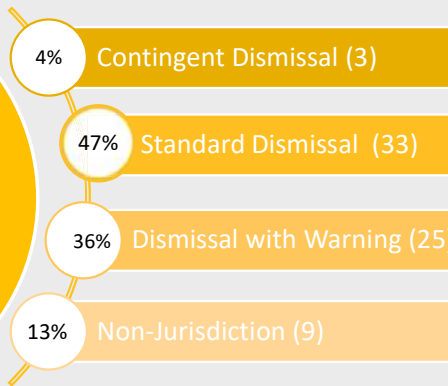 4% Contingent Dismissal (3)
47% Standard Dismissal (33)
36% Dismissal with Warning (25
13% Non-Jurisdiction (9)